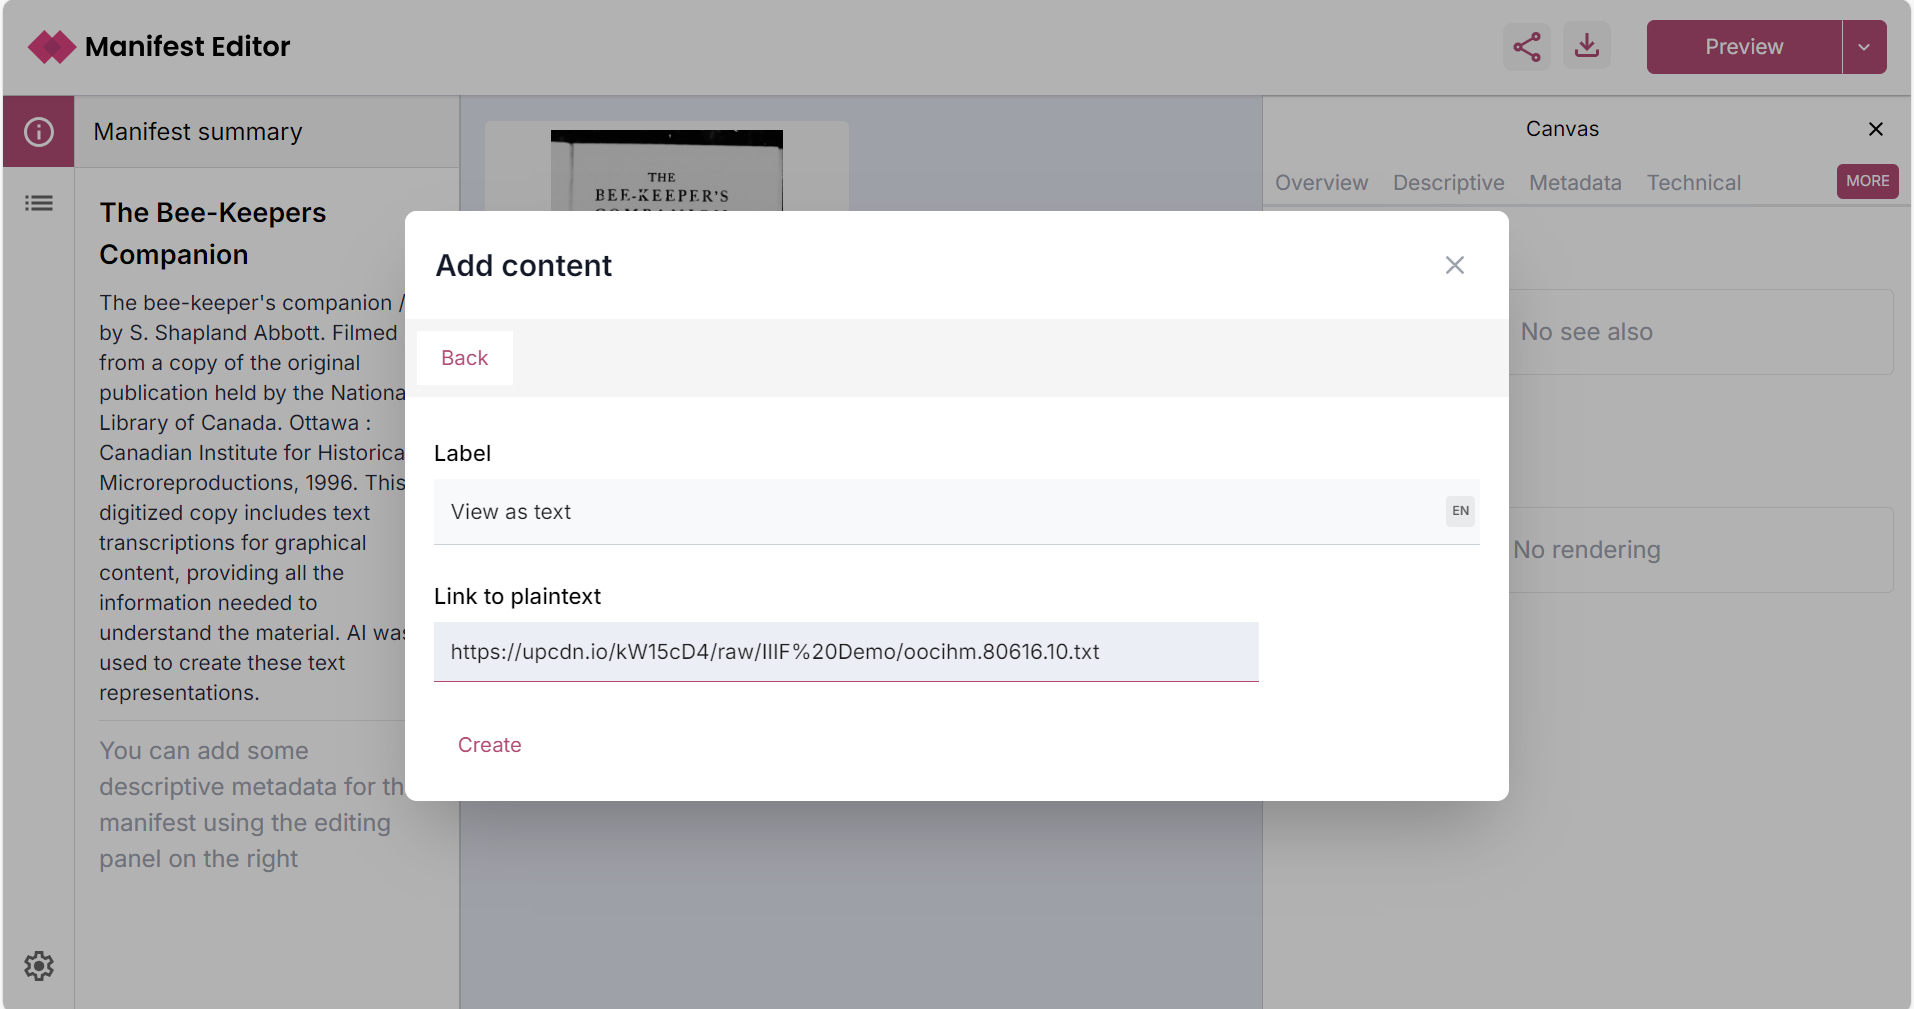 Manifest Editor
Preview
Manifest summary
The Bee-Keepers
Companion
The bee-keeper's companion /
by S. Shapland Abbott. Filmed
from a copy of the original
publication held by the Nationa
Library of Canada. Ottawa :
Canadian Institute for Historica
Microreproductions, 1996. This
digitized copy includes text
transcriptions for graphical
content, providing all the
information needed to
understand the material. AI was
used to create these text
representations.
You can add some
descriptive metadata for th
manifest using the editing
panel on the right
THE
BEE-KEEPER'S
COMPANION
Add content
Back
Label
View as text
EN
Link to plaintext
https://upcdn.io/kW15cD4/raw/IIIF%20Demo/oocihm.80616.10.txt
Create
Canvas
Overview
Descriptive
Metadata
Technical
MORE
No see also
No rendering